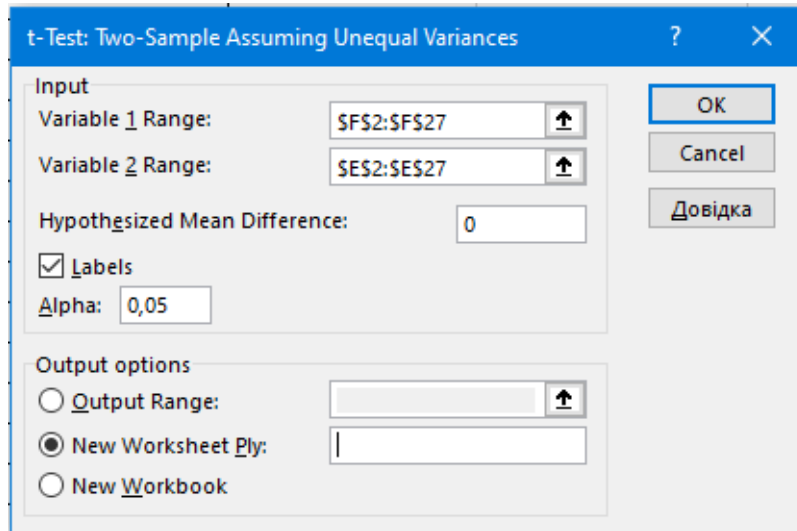 t-Test: Two-Sample Assuming Unequal Variances ? ×
Input
Variable 1 Range: $F$2:$F$27
Variable 2 Range: $E$2:$E$27
Hypothesized Mean Difference: 0
Labels
Alpha: 0,05
OK
Cancel
Довідка
Output options
Output Range:
New Worksheet Ply:
New Workbook